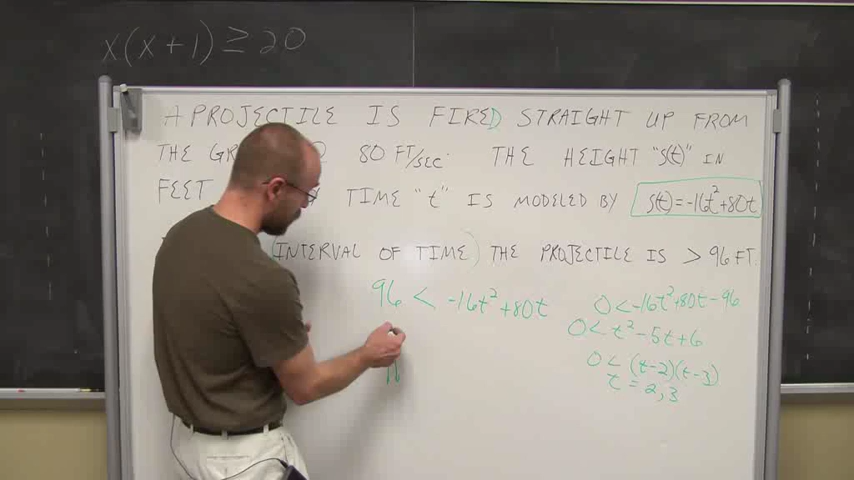 x(x+1) ≥ 20
A PROJECTILE IS FIRED STRAIGHT UP FROM
THE 80 FT/SEC. THE HEIGHT "s(t)" IN
FEET TIME "t" IS MODELED BY s(t)=-16t²+80t
(INTERVAL OF TIME) THE PROJECTILE IS > 96 FT.
96 < -16t²+80t
0<-16t²+80t-96
0<t²-5t+6
0<(t-2)(t-3)
t=2,3